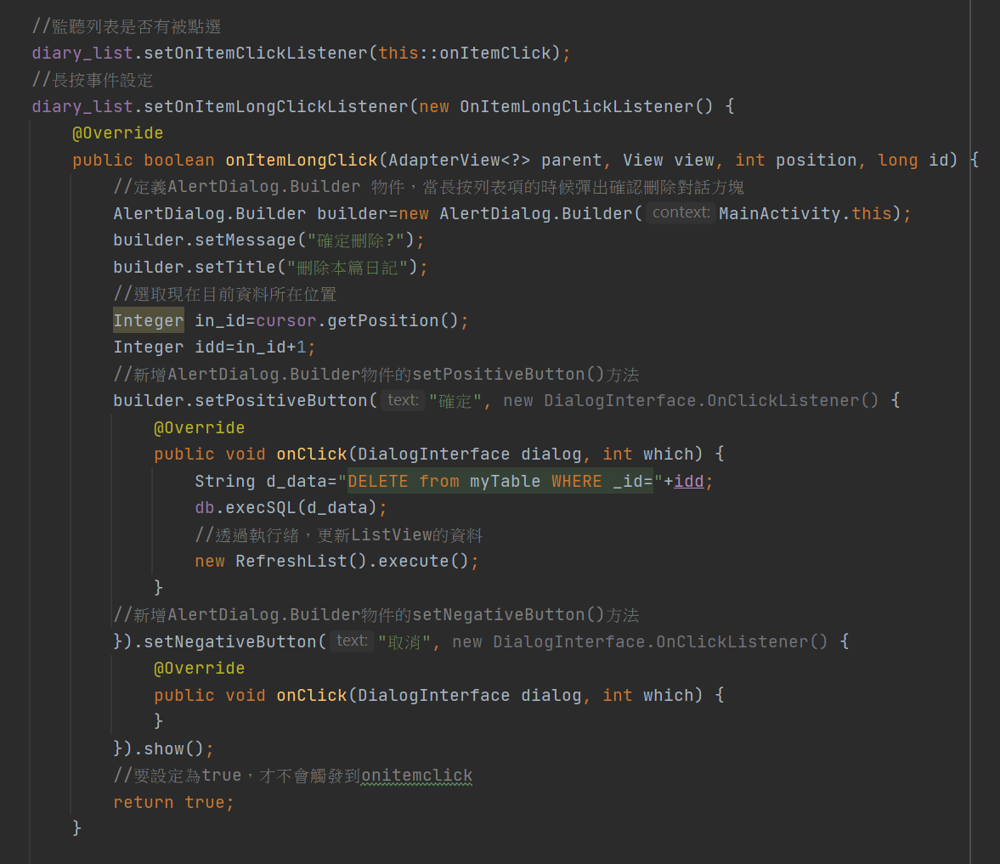 //監聽列表是否有被點選
diary_list.setOnItemClickListener(this::onItemClick);
//長按事件設定
diary_list.setOnItemLongClickListener(new OnItemLongClickListener() {
@Override
public boolean onItemLongClick(AdapterView<?> parent, View view, int position, long id) {
//定義AlertDialog.Builder 物件，當長按列表項的時候彈出確認刪除對話方塊
AlertDialog.Builder builder=new AlertDialog.Builder( context: MainActivity.this);
builder.setMessage("確定刪除?");
builder.setTitle("刪除本篇日記");
//選取現在目前資料所在位置
Integer in_id=cursor.getPosition();
Integer idd=in_id+1;
//新增AlertDialog.Builder物件的setPositiveButton()方法
builder.setPositiveButton( text: "確定", new DialogInterface.OnClickListener() {
@Override
public void onClick(DialogInterface dialog, int which) {
String d_data="DELETE from myTable WHERE _id="+idd;
db.execSQL(d_data);
//透過執行緒，更新ListView的資料
new RefreshList().execute();
}
//新增AlertDialog.Builder物件的setNegativeButton()方法
}).setNegativeButton( text: "取消", new DialogInterface.OnClickListener() {
@Override
public void onClick(DialogInterface dialog, int which) {
}
}).show();
//要設定為true，才不會觸發到onitemclick
return true;
}